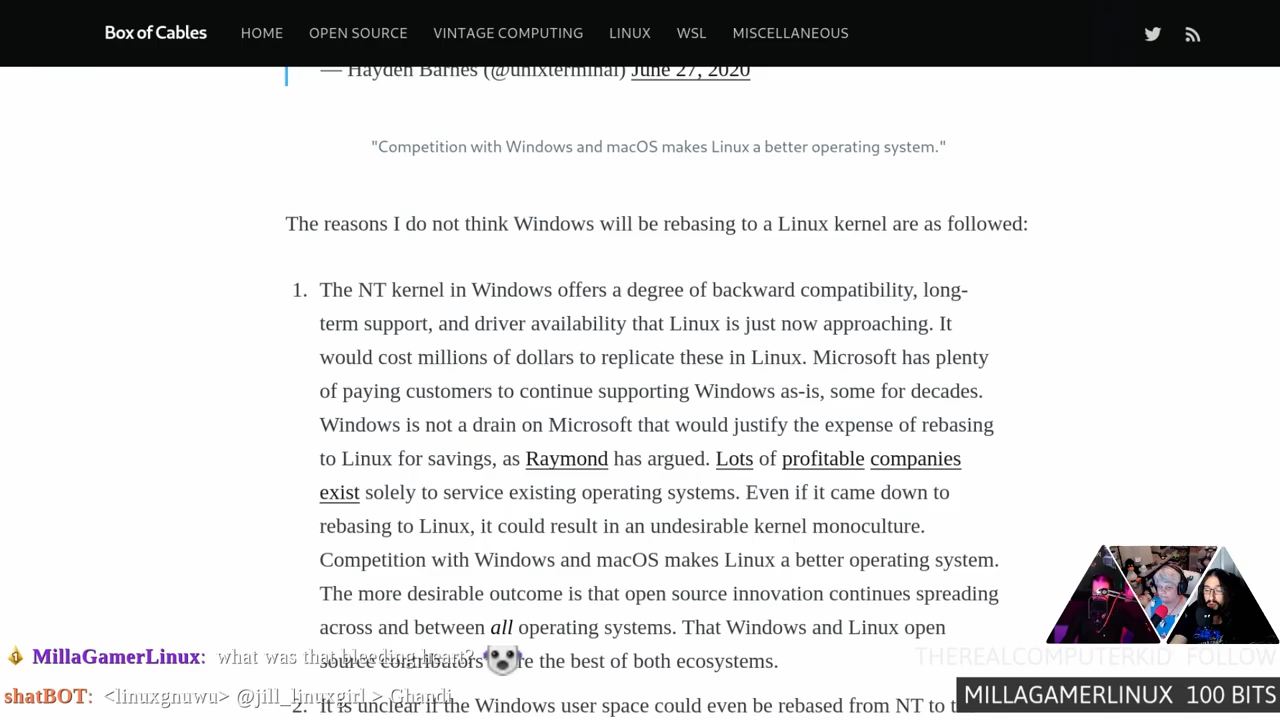 Box of Cables HOME OPEN SOURCE VINTAGE COMPUTING LINUX WSL MISCELLANEOUS
— Hayden Barnes (@unixterminal) June 27, 2020
"Competition with Windows and macOS makes Linux a better operating system."
The reasons I do not think Windows will be rebasing to a Linux kernel are as followed:
1. The NT kernel in Windows offers a degree of backward compatibility, long-
term support, and driver availability that Linux is just now approaching. It
would cost millions of dollars to replicate these in Linux. Microsoft has plenty
of paying customers to continue supporting Windows as-is, some for decades.
Windows is not a drain on Microsoft that would justify the expense of rebasing
to Linux for savings, as Raymond has argued. Lots of profitable companies
exist solely to service existing operating systems. Even if it came down to
rebasing to Linux, it could result in an undesirable kernel monoculture.
Competition with Windows and macOS makes Linux a better operating system.
The more desirable outcome is that open source innovation continues spreading
across and between all operating systems. That Windows and Linux open
source contributors re the best of both ecosystems.
MillaGamerLinux: what was that bleeding heart?
THEREALCOMPUTERKID FOLLOW
shatBOT: <linuxgnuwu> @jill_linuxgirl > Ghandi
MILLAGAMERLINUX 100 BITS
2. It is unclear if the Windows user space could even be rebased from NT to